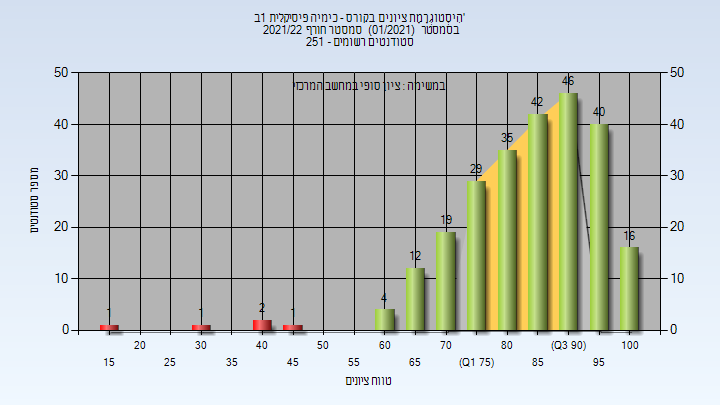 היסטוגרמת ציונים בקורס - כימיה פיסיקלית 1ב'
בסמסטר (01/2021) סמסטר חורף 2021/22
סטודנטים רשומים - 251
במשימה : ציון סופי במחשב המרכזי
מספר סטודנטים
50 50
40 40
30 30
20 20
10 10
0 0
1 1 2 1 4 12 19 29 35 42 46 40 16
20 30 40 50 60 70 80 (Q3 90) 100
15 25 35 45 55 65 (Q1 75) 85 95
טווח ציונים